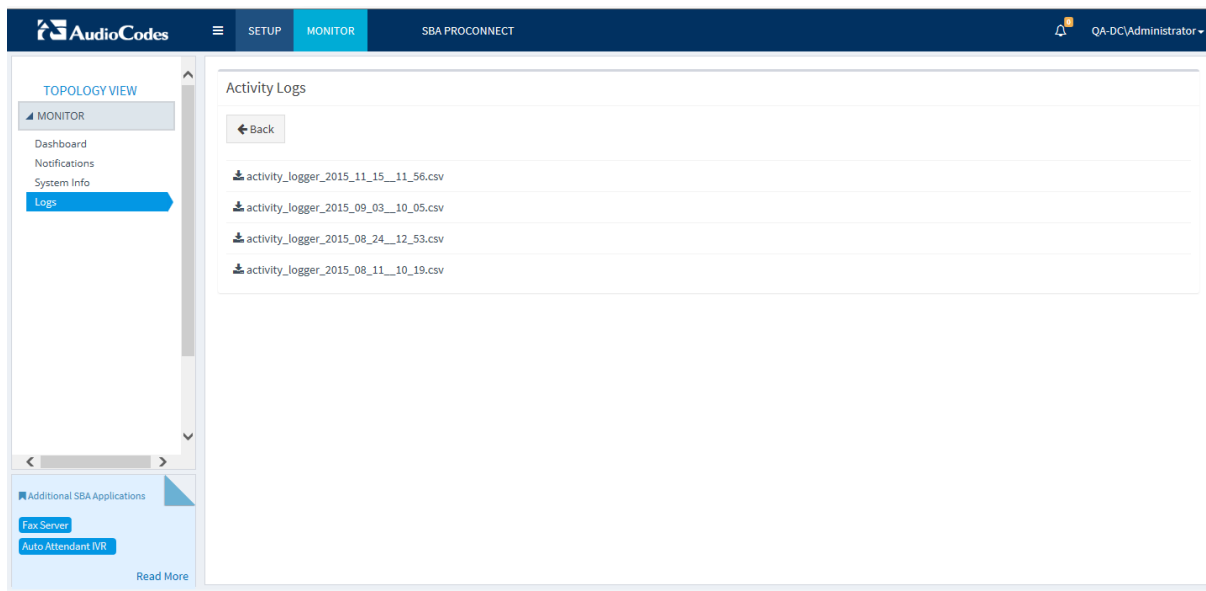 AudioCodes
SETUP
MONITOR
SBA PROCONNECT
0
QA-DC\Administrator
TOPOLOGY VIEW
MONITOR
Dashboard
Notifications
System Info
Logs
Activity Logs
Back
activity_logger_2015_11_15__11_56.csv
activity_logger_2015_09_03__10_05.csv
activity_logger_2015_08_24__12_53.csv
activity_logger_2015_08_11__10_19.csv
Additional SBA Applications
Fax Server
Auto Attendant IVR
Read More